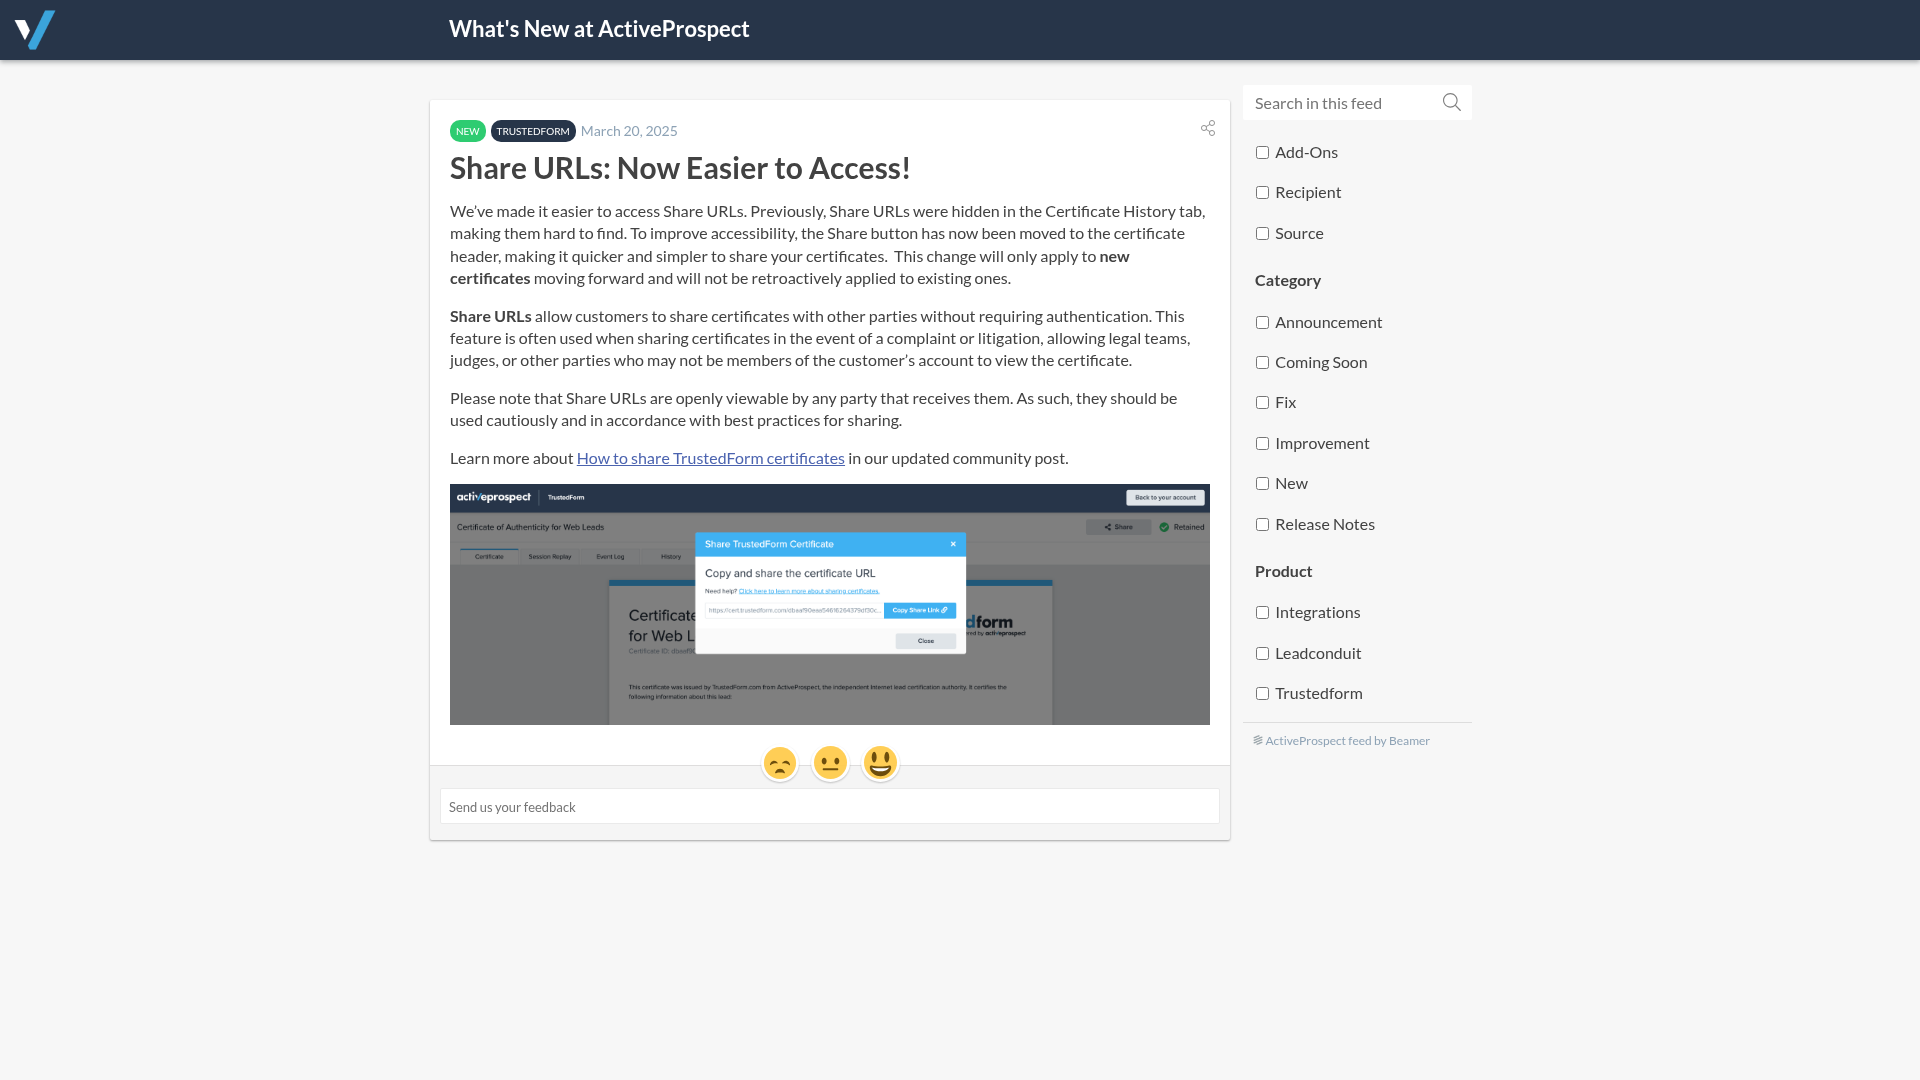 What's New at ActiveProspect
NEW TRUSTEDFORM March 20, 2025
Share URLs: Now Easier to Access!
We’ve made it easier to access Share URLs. Previously, Share URLs were hidden in the Certificate History tab,
making them hard to find. To improve accessibility, the Share button has now been moved to the certificate
header, making it quicker and simpler to share your certificates.  This change will only apply to new
certificates moving forward and will not be retroactively applied to existing ones.
Share URLs allow customers to share certificates with other parties without requiring authentication. This
feature is often used when sharing certificates in the event of a complaint or litigation, allowing legal teams,
judges, or other parties who may not be members of the customer’s account to view the certificate.
Please note that Share URLs are openly viewable by any party that receives them. As such, they should be
used cautiously and in accordance with best practices for sharing.
Learn more about How to share TrustedForm certificates in our updated community post.
activeprospect TrustedForm
Back to your account
Certificate of Authenticity for Web Leads
Share
Retained
Certificate Session Replay Event Log History
Share TrustedForm Certificate ×
Copy and share the certificate URL
Need help? Click here to learn more about sharing certificates.
Copy Share Link
Close
Certificate
for Web L
Certificate ID:
form
activeprospect
This certificate was issued by TrustedForm.com from ActiveProspect, the independent Internet lead certification authority. It certifies the
following information about this lead:
Send us your feedback
Search in this feed
Add-Ons
Recipient
Source
Category
Announcement
Coming Soon
Fix
Improvement
New
Release Notes
Product
Integrations
Leadconduit
Trustedform
ActiveProspect feed by Beamer